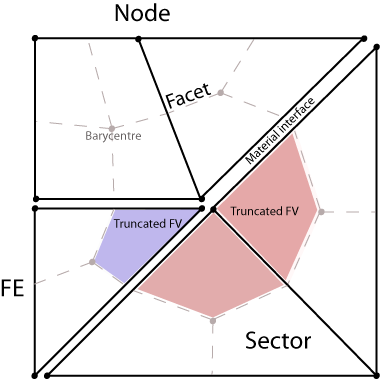 Node
Facet
Material interface
Barycentre
Truncated FV
Truncated FV
FE
Sector